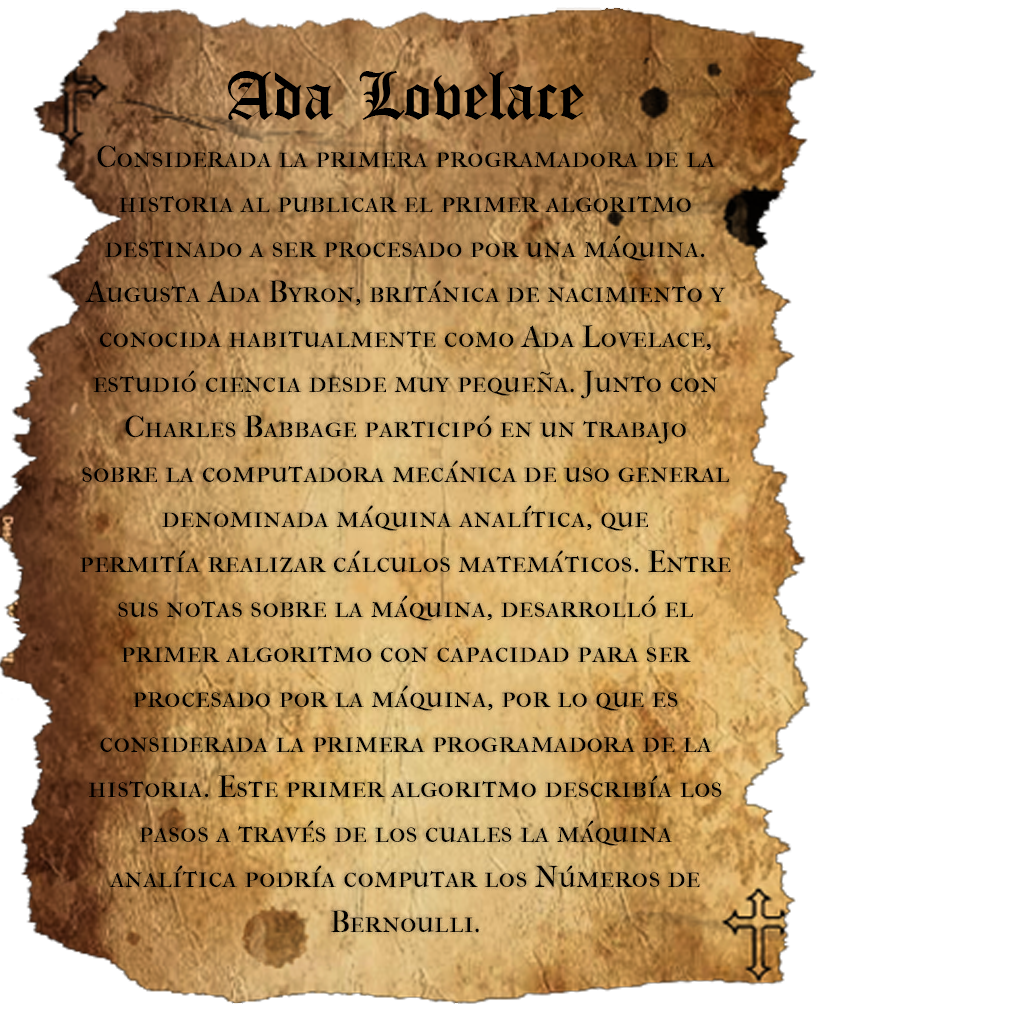 Ada Lovelace
Considerada la primera programadora de la
historia al publicar el primer algoritmo
destinado a ser procesado por una máquina.
Augusta Ada Byron, británica de nacimiento y
conocida habitualmente como Ada Lovelace,
estudió ciencia desde muy pequeña. Junto con
Charles Babbage participó en un trabajo
sobre la computadora mecánica de uso general
denominada máquina analítica, que
permitía realizar cálculos matemáticos. Entre
sus notas sobre la máquina, desarrolló el
primer algoritmo con capacidad para ser
procesado por la máquina, por lo que es
considerada la primera programadora de la
historia. Este primer algoritmo describía los
pasos a través de los cuales la máquina
analítica podría computar los Números de
Bernoulli.